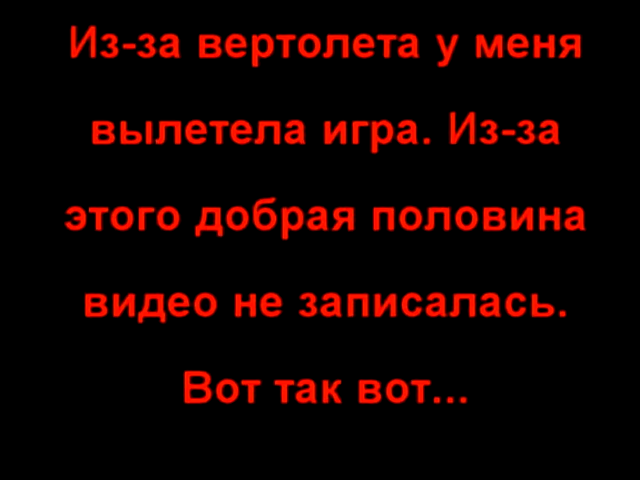 Из-за вертолета у меня
вылетела игра. Из-за
этого добрая половина
видео не записалась.
Вот так вот...